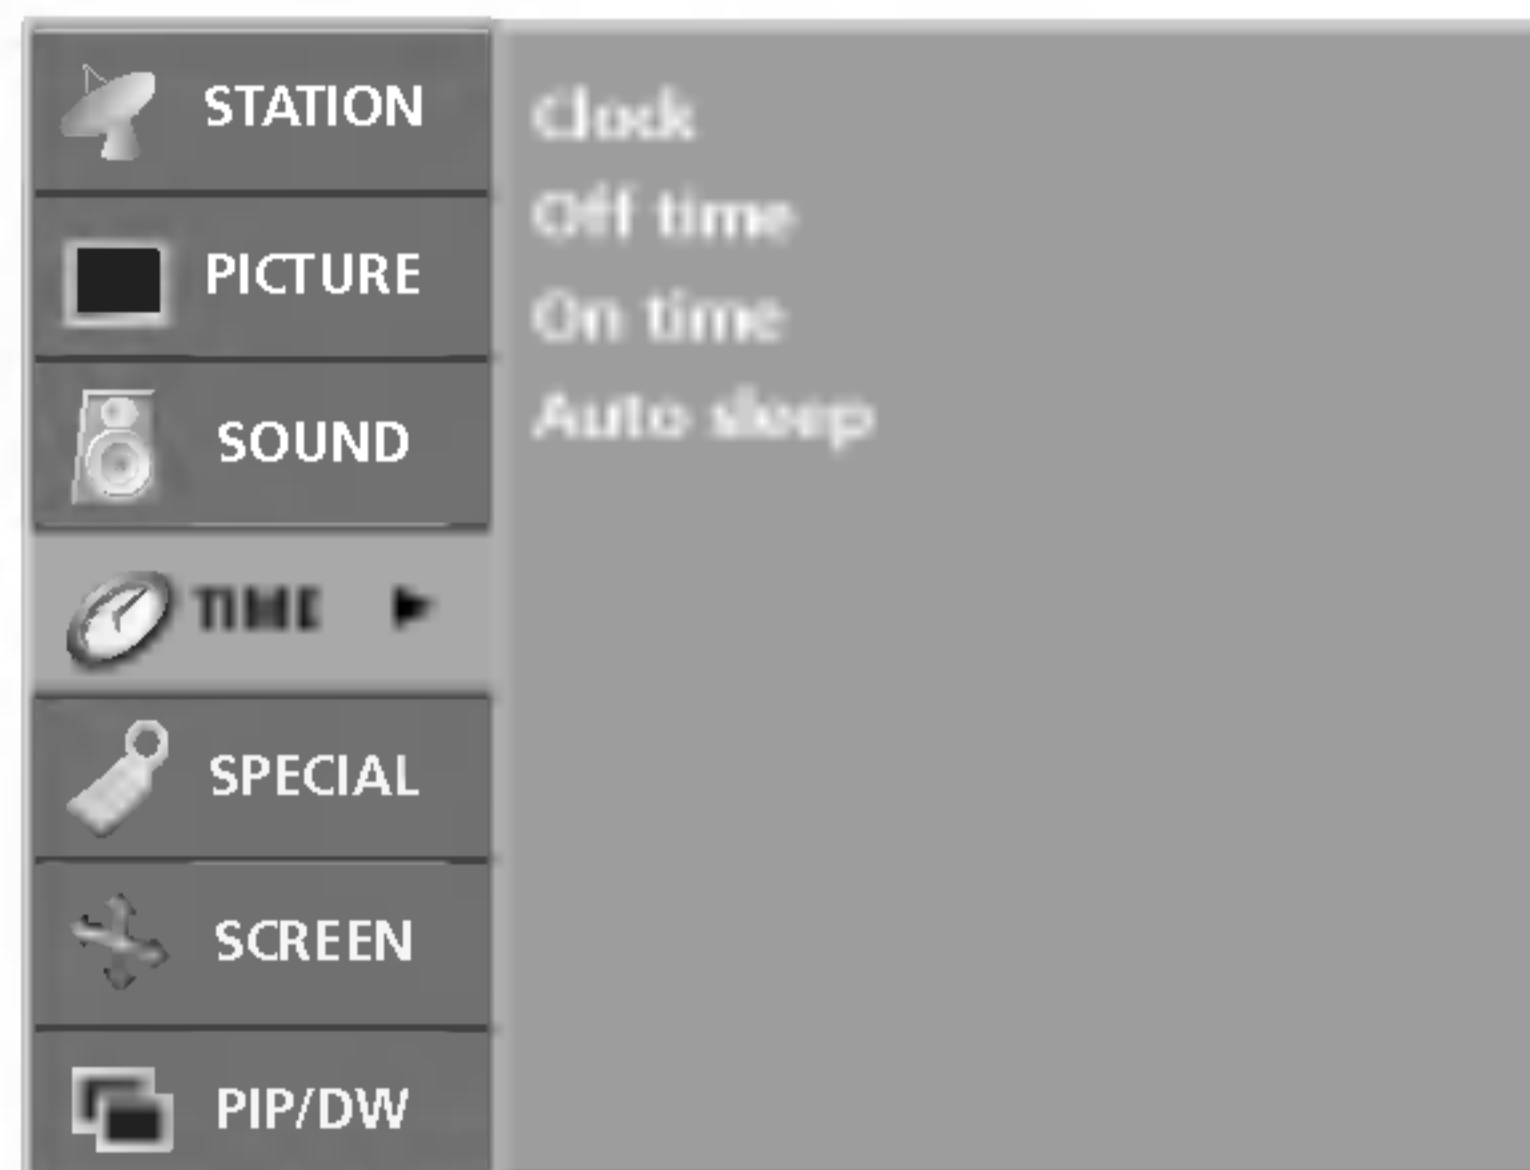 STATION
PICTURE
SOUND
TIME
SPECIAL
SCREEN
PIP/DW
Clock
Off time
On time
Auto sleep